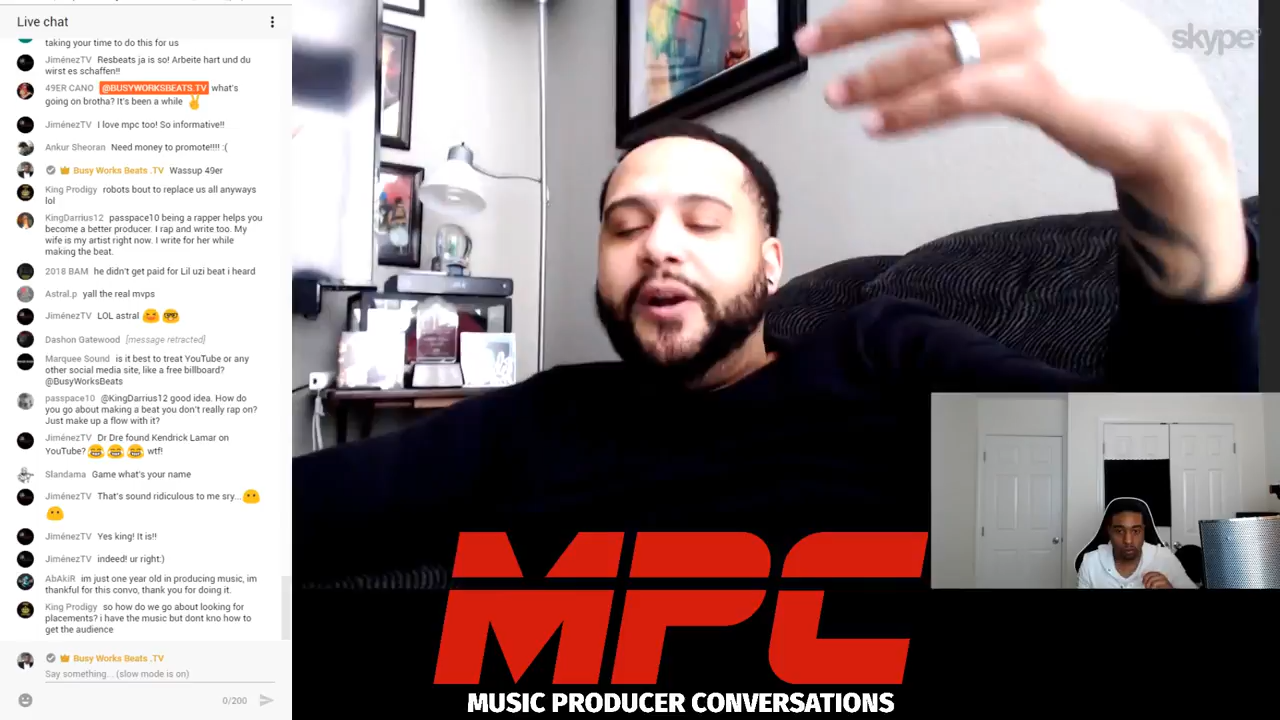 Live chat
taking your time to do this for us
JiménezTV Resbeats ja is so! Arbeite hart und du
wirst es schaffen!!
49ER CANO @BUSYWORKSBEATS.TV what's
going on brotha? It's been a while
JiménezTV I love mpc too! So informative!!
Ankur Sheoran Need money to promote!!!! :(
Busy Works Beats .TV Wassup 49er
King Prodigy robots bout to replace us all anyways
lol
KingDarrius12 passpace10 being a rapper helps you
become a better producer. I rap and write too. My
wife is my artist right now. I write for her while
making the beat.
2018 BAM he didn't get paid for Lil uzi beat i heard
Astral.p yall the real mvps
JiménezTV LOL astral
Dashon Gatewood [message retracted]
Marquee Sound is it best to treat YouTube or any
other social media site, like a free billboard?
@BusyWorksBeats
passpace10 @KingDarrius12 good idea. How do
you go about making a beat you don't really rap on?
Just make up a flow with it?
JiménezTV Dr Dre found Kendrick Lamar on
YouTube? wtf!
Slandama Game what's your name
JiménezTV That's sound ridiculous to me sry...
JiménezTV Yes king! It is!!
JiménezTV indeed! ur right:)
AbAkiR im just one year old in producing music, im
thankful for this convo, thank you for doing it.
King Prodigy so how do we go about looking for
placements? i have the music but dont kno how to
get the audience
Busy Works Beats .TV
Say something... (slow mode is on)
0/200
skype
MPC
MUSIC PRODUCER CONVERSATIONS